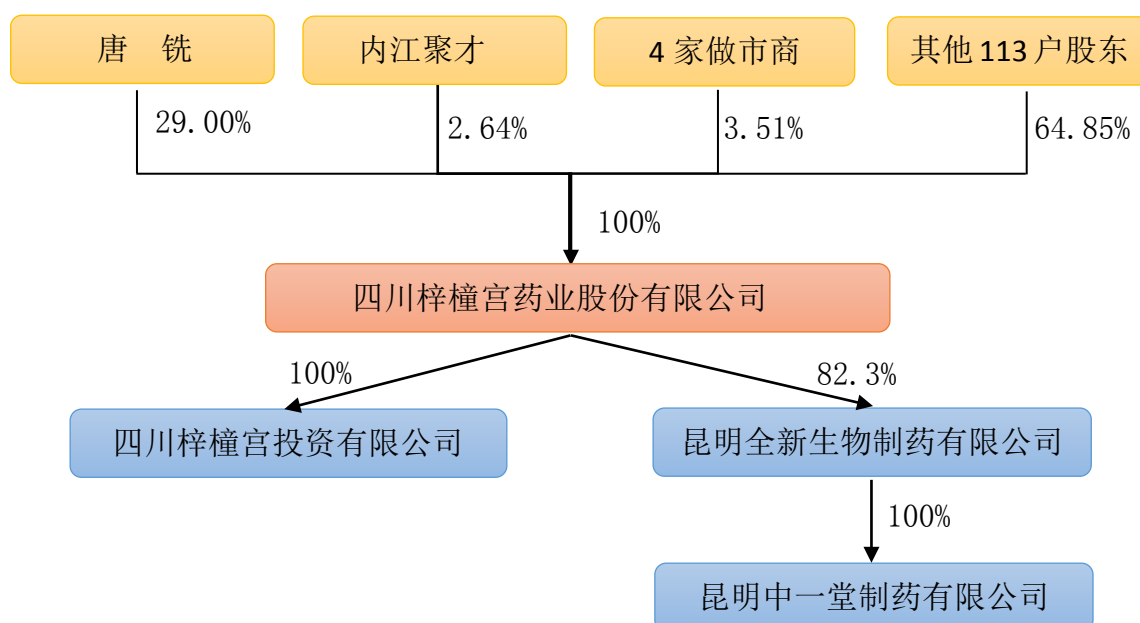 唐 铣
内江聚才
4 家做市商
其他 113 户股东
29.00%
2.64%
3.51%
64.85%
100%
四川梓橦宫药业股份有限公司
100%
82.3%
四川梓橦宫投资有限公司
昆明全新生物制药有限公司
100%
昆明中一堂制药有限公司